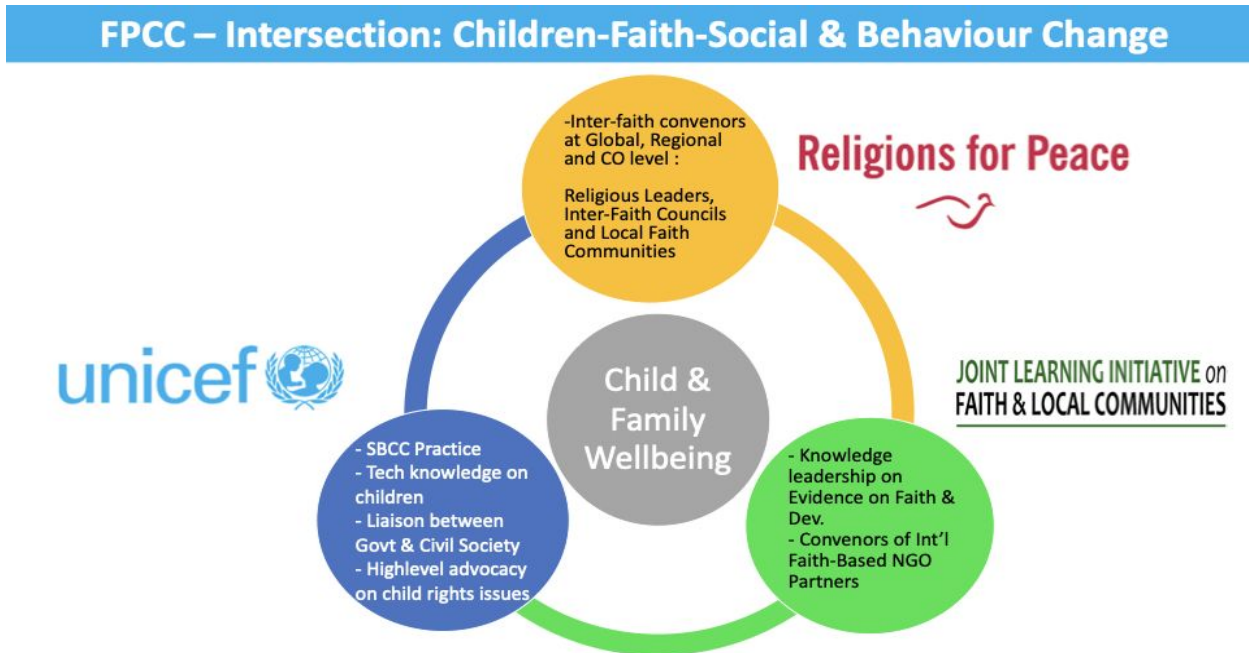 FPCC – Intersection: Children-Faith-Social & Behaviour Change
-Inter-faith convenors
at Global, Regional
and CO level :
Religious Leaders,
Inter-Faith Councils
and Local Faith
Communities
Religions for Peace
unicef
Child &
Family
Wellbeing
JOINT LEARNING INITIATIVE on
FAITH & LOCAL COMMUNITIES
- SBCC Practice
- Tech knowledge on
children
- Liaison between
Govt & Civil Society
- Highlevel advocacy
on child rights issues
- Knowledge
leadership on
Evidence on Faith &
Dev.
- Convenors of Int’l
Faith-Based NGO
Partners